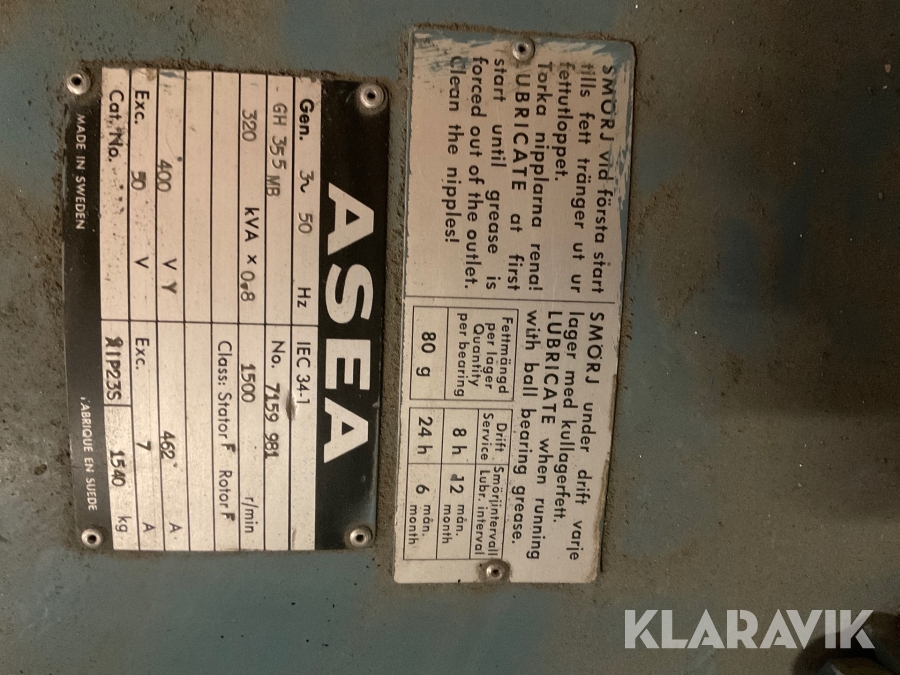 SMÖRJ vid första start
tills fett tränger ut ur
fettutloppet.
Torka nipplarna rena!
LUBRICATE at first
start until grease is
forced out of the outlet.
Clean the nipples!
SMÖRJ under drift varje
lager med kullagerfett.
LUBRICATE when running
with ball bearing grease.
Fettmängd per lager Quantity per bearing
80 g
Drift Service Smörjintervall Lubr. interval
8 h 12 mån. month
24 h 6 mån. month
ASEA
Gen. 3~ 50 Hz IEC 34-1
GH 355 MB No. 7159 981
320 kVA x 0,8 1500 r/min
Class: Stator F Rotor F
400 V Y 462 A
Exc. 50 V Exc. 7 A
Cat. No. IP23S 1540 kg
MADE IN SWEDEN FABRIQUE EN SUEDE
KLARAVIK